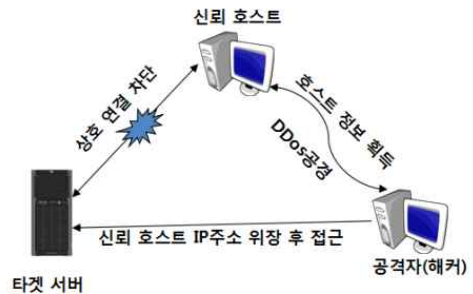 신뢰 호스트
상호 연결 차단
호스트 정보 획득
DDos공경
신뢰 호스트 IP주소 위장 후 접근
타겟 서버
공격자(해커)